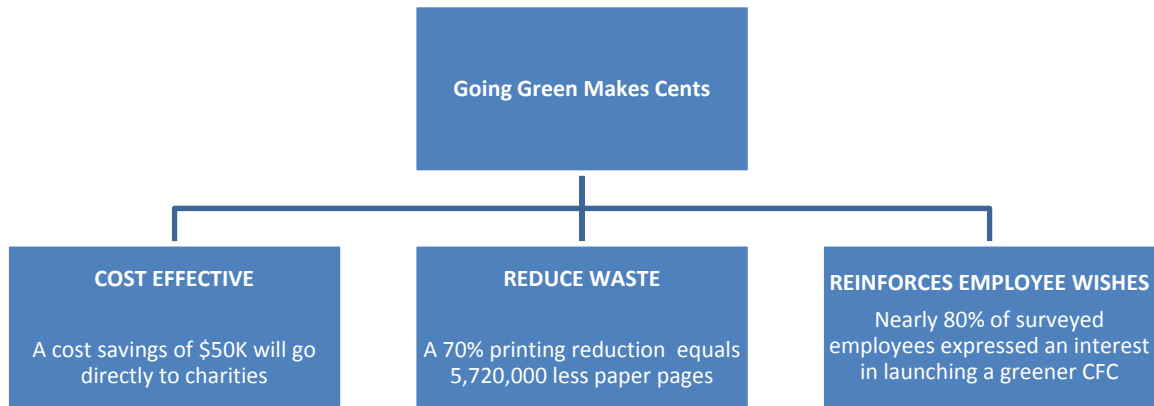 Going Green Makes Cents
COST EFFECTIVE
A cost savings of $50K will go
directly to charities
REDUCE WASTE
A 70% printing reduction equals
5,720,000 less paper pages
REINFORCES EMPLOYEE WISHES
Nearly 80% of surveyed
employees expressed an interest
in launching a greener CFC